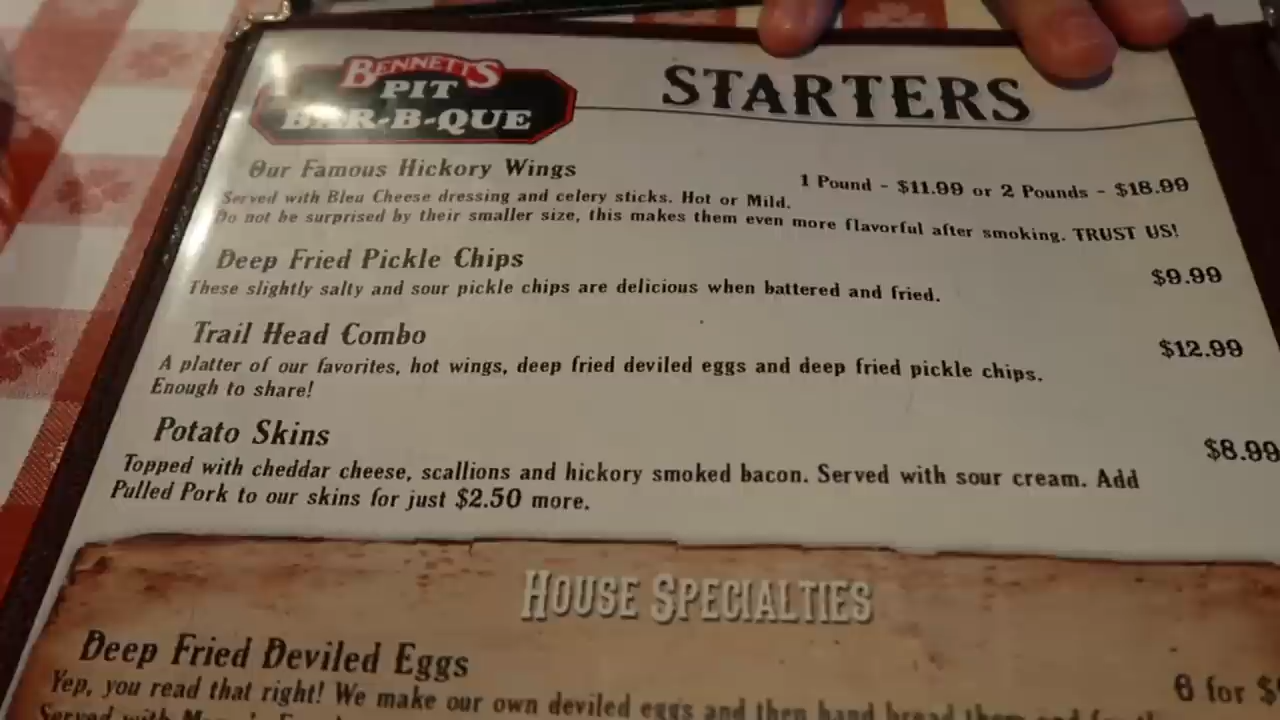 BENNETT'S
PIT
BAR-B-QUE
STARTERS
Our Famous Hickory Wings
1 Pound - $11.99 or 2 Pounds - $18.99
Served with Bleu Cheese dressing and celery sticks. Hot or Mild.
Do not be surprised by their smaller size, this makes them even more flavorful after smoking. TRUST US!
Deep Fried Pickle Chips
$9.99
These slightly salty and sour pickle chips are delicious when battered and fried.
Trail Head Combo
$12.99
A platter of our favorites, hot wings, deep fried deviled eggs and deep fried pickle chips.
Enough to share!
Potato Skins
$8.99
Topped with cheddar cheese, scallions and hickory smoked bacon. Served with sour cream. Add
Pulled Pork to our skins for just $2.50 more.
HOUSE SPECIALTIES
Deep Fried Deviled Eggs
6 for
Yep, you read that right! We make our own deviled eggs and then hand bread them and
Served with